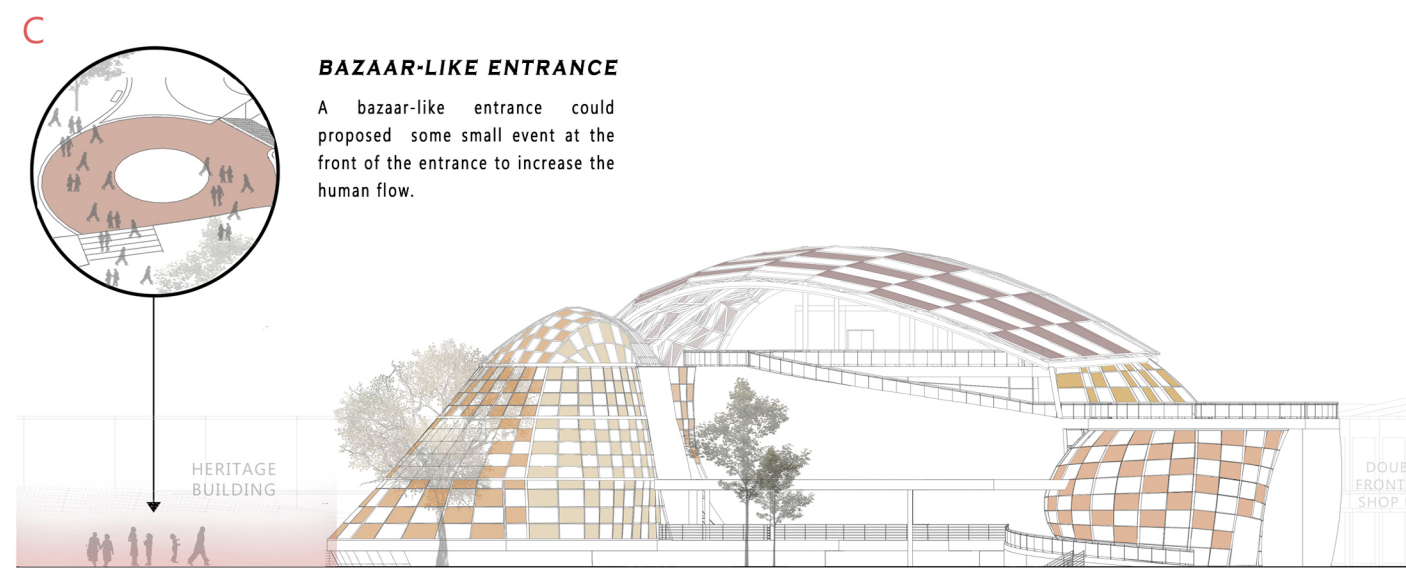 C
BAZAAR-LIKE ENTRANCE
A bazaar-like entrance could
proposed some small event at the
front of the entrance to increase the
human flow.
HERITAGE
BUILDING
DOUB
FRONT
SHOP